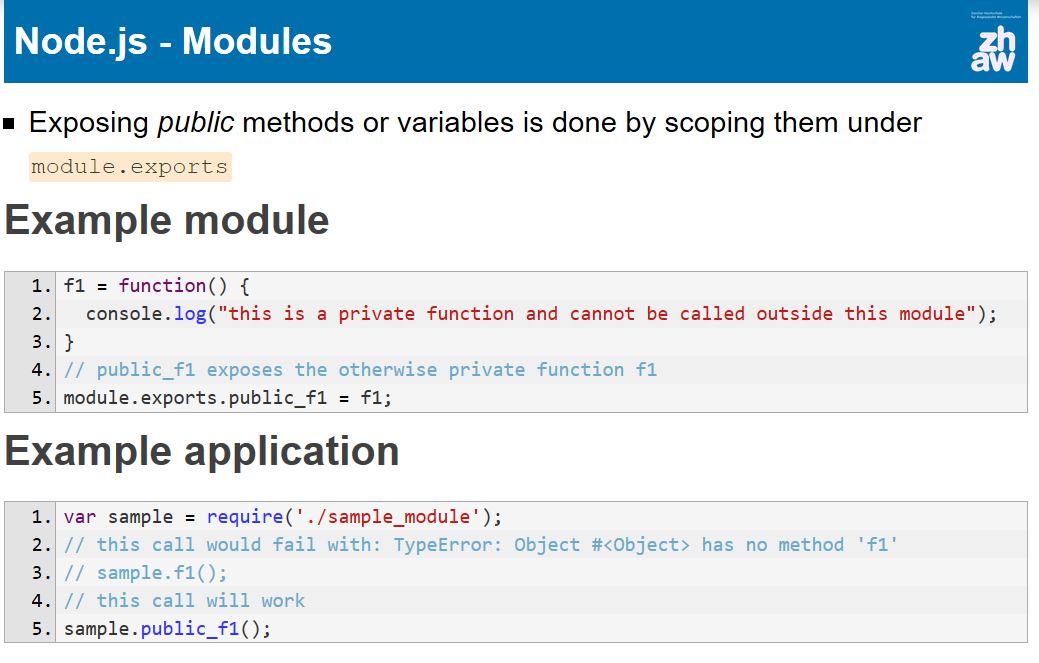 Node.js - Modules
zh
aw
Exposing public methods or variables is done by scoping them under
module.exports
Example module
1. f1 = function() {
2.   console.log("this is a private function and cannot be called outside this module");
3. }
4. // public_f1 exposes the otherwise private function f1
5. module.exports.public_f1 = f1;
Example application
1. var sample = require('./sample_module');
2. // this call would fail with: TypeError: Object #<Object> has no method 'f1'
3. // sample.f1();
4. // this call will work
5. sample.public_f1();